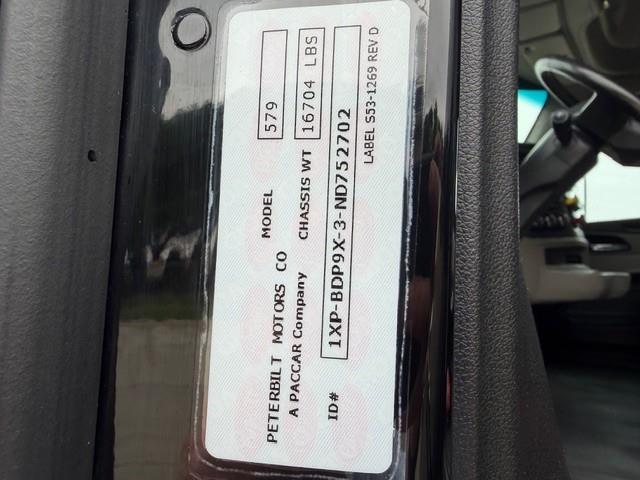 PETERBILT MOTORS CO MODEL 579
A PACCAR Company CHASSIS WT 16704 LBS
ID# 1XP-BDP9X-3-ND752702
LABEL S53-1269 REV D